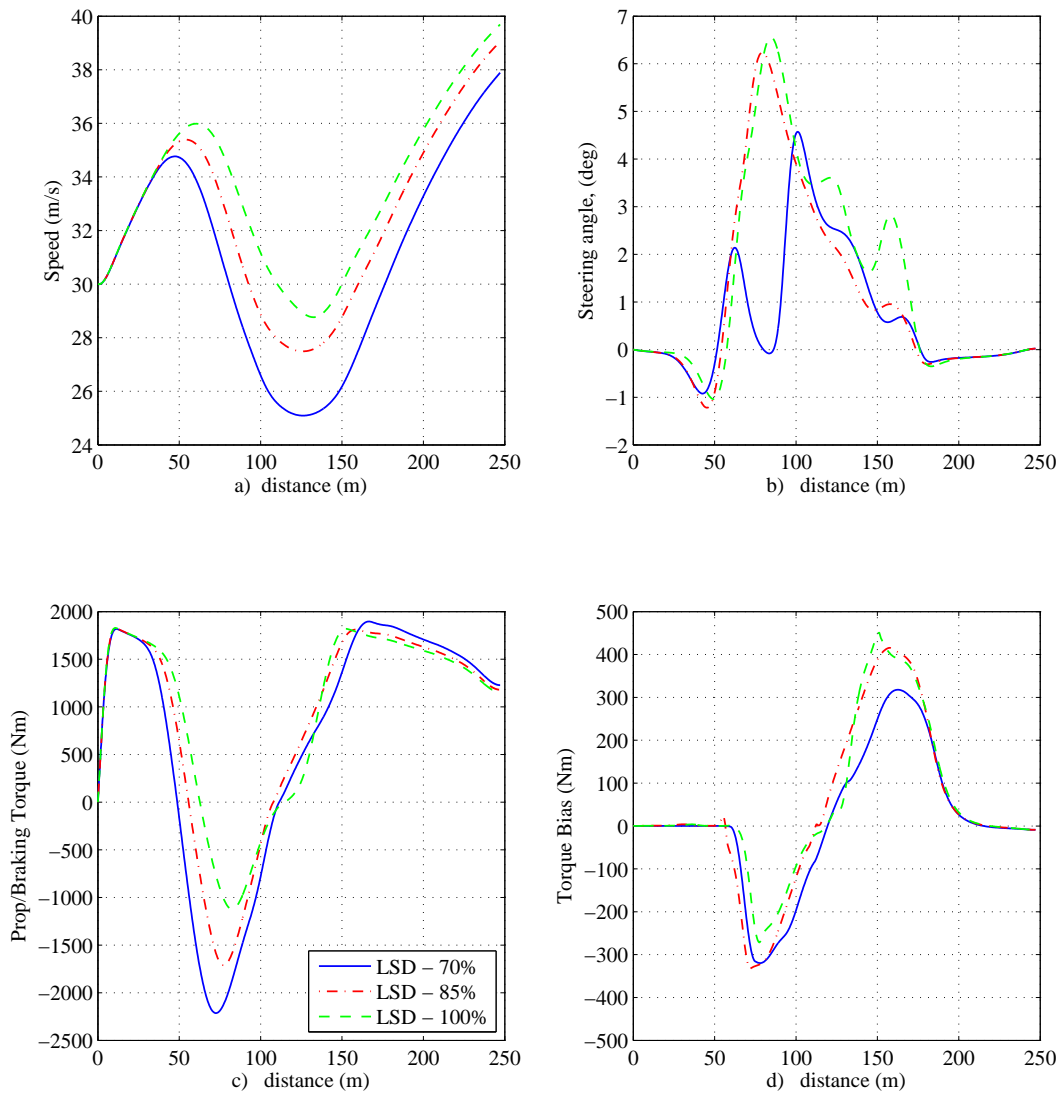 40
38
36
34
32
30
28
26
24
Speed (m/s)
0 50 100 150 200 250
a) distance (m)
7
6
5
4
3
2
1
0
−1
−2
Steering angle, (deg)
0 50 100 150 200 250
b) distance (m)
2000
1500
1000
500
0
−500
−1000
−1500
−2000
−2500
Prop/Braking Torque (Nm)
LSD − 70%
LSD − 85%
LSD − 100%
0 50 100 150 200 250
c) distance (m)
500
400
300
200
100
0
−100
−200
−300
−400
−500
Torque Bias (Nm)
0 50 100 150 200 250
d) distance (m)